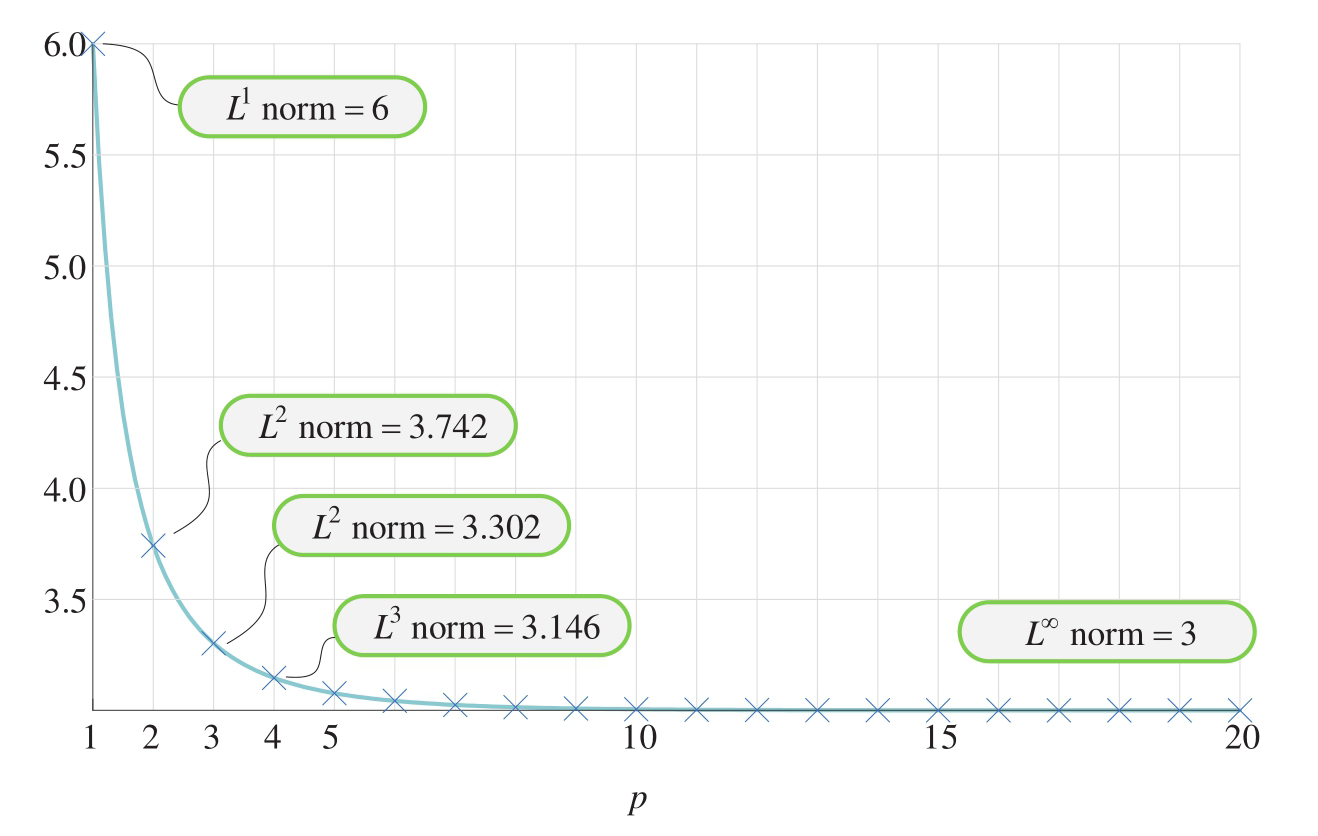 6.0
L¹ norm = 6
5.5
5.0
4.5
L² norm = 3.742
4.0
L² norm = 3.302
3.5
L³ norm = 3.146
L∞ norm = 3
1 2 3 4 5 10 15 20
p